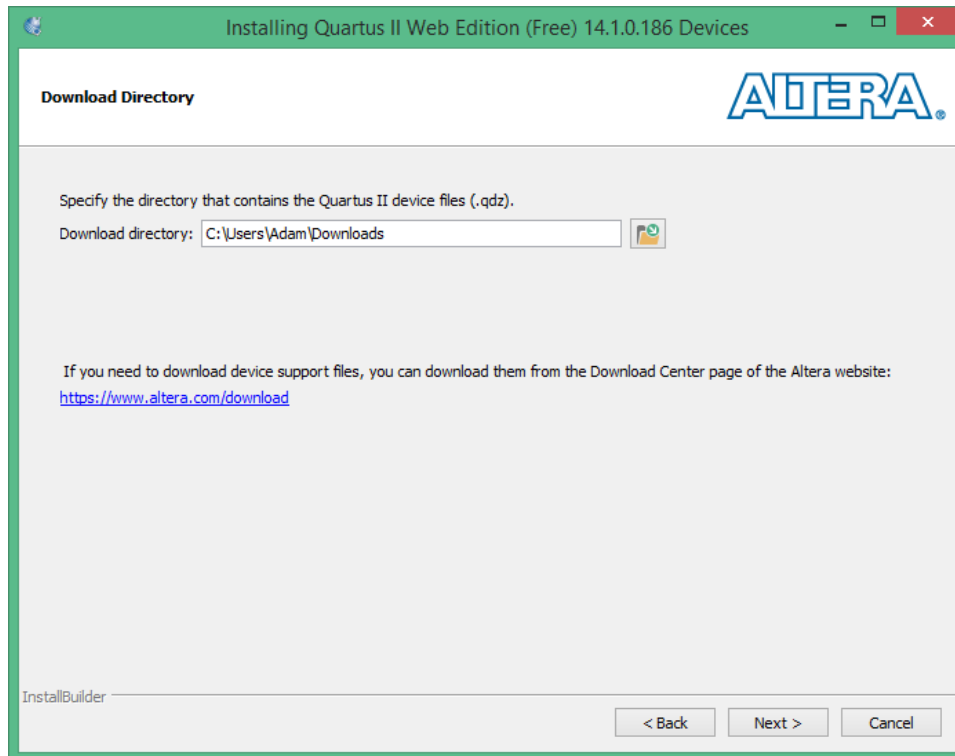 Installing Quartus II Web Edition (Free) 14.1.0.186 Devices
Download Directory
ALTERA®
Specify the directory that contains the Quartus II device files (.qdz).
Download directory: C:\Users\Adam\Downloads
If you need to download device support files, you can download them from the Download Center page of the Altera website:
https://www.altera.com/download
InstallBuilder
< Back Next > Cancel